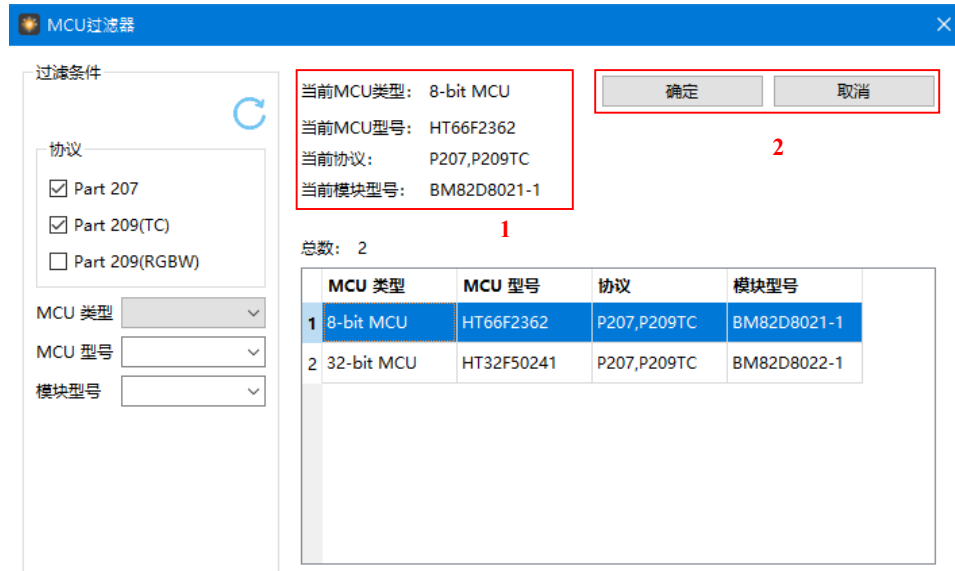 MCU过滤器
过滤条件
协议
Part 207
Part 209(TC)
Part 209(RGBW)
MCU 类型
MCU 型号
模块型号
当前MCU类型: 8-bit MCU
当前MCU型号: HT66F2362
当前协议: P207,P209TC
当前模块型号: BM82D8021-1
1
确定 取消
2
总数: 2
MCU 类型 MCU 型号 协议 模块型号
1 8-bit MCU HT66F2362 P207,P209TC BM82D8021-1
2 32-bit MCU HT32F50241 P207,P209TC BM82D8022-1